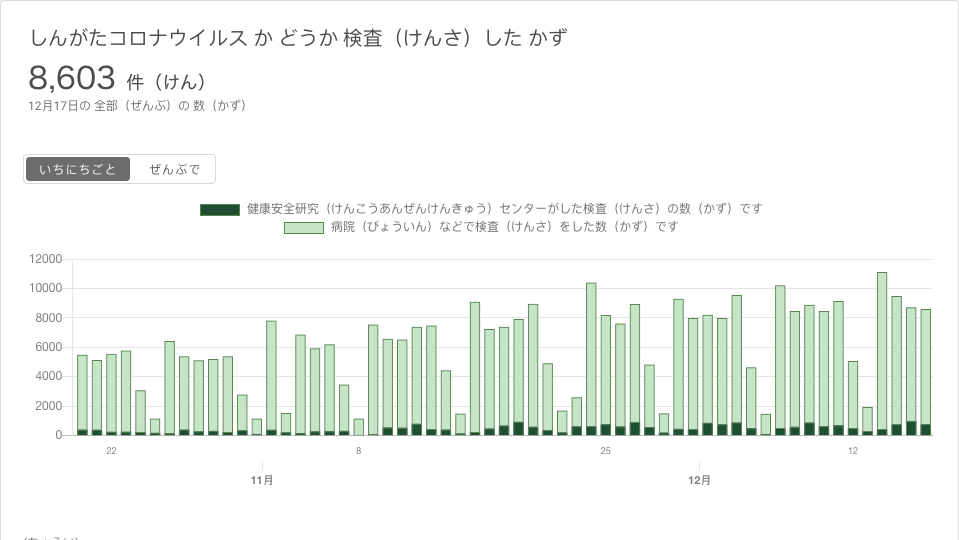 しんがたコロナウイルス か どうか 検査（けんさ）した かず
8,603 件（けん）
12月17日の 全部（ぜんぶ）の 数（かず）
いちにちごと ぜんぶで
健康安全研究（けんこうあんぜんけんきゅう）センターがした検査（けんさ）の数（かず）です
病院（びょういん）などで検査（けんさ）をした数（かず）です
12000
10000
8000
6000
4000
2000
0
22 8 25 12
11月 12月